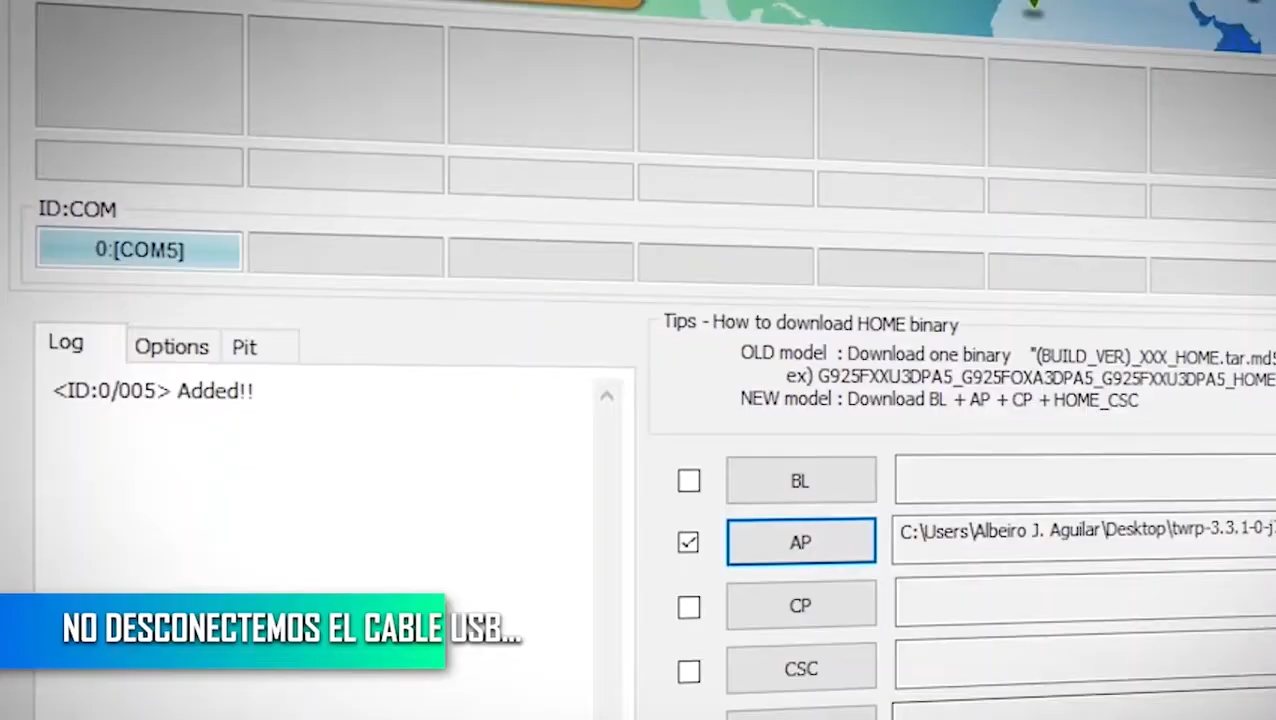 ID:COM
0:[COM5]
Log
Options
Pit
<ID:0/005> Added!!
Tips - How to download HOME binary
OLD model : Download one binary "(BUILD_VER)_XXX_HOME.tar.md5
ex) G925FXXU3DPA5_G925FOXA3DPA5_G925FXXU3DPA5_HOME
NEW model : Download BL + AP + CP + HOME_CSC
BL
AP
C:\Users\Albeiro J. Aguilar\Desktop\twrp-3.3.1-0-j
CP
CSC
NO DESCONECTEMOS EL CABLE USB...